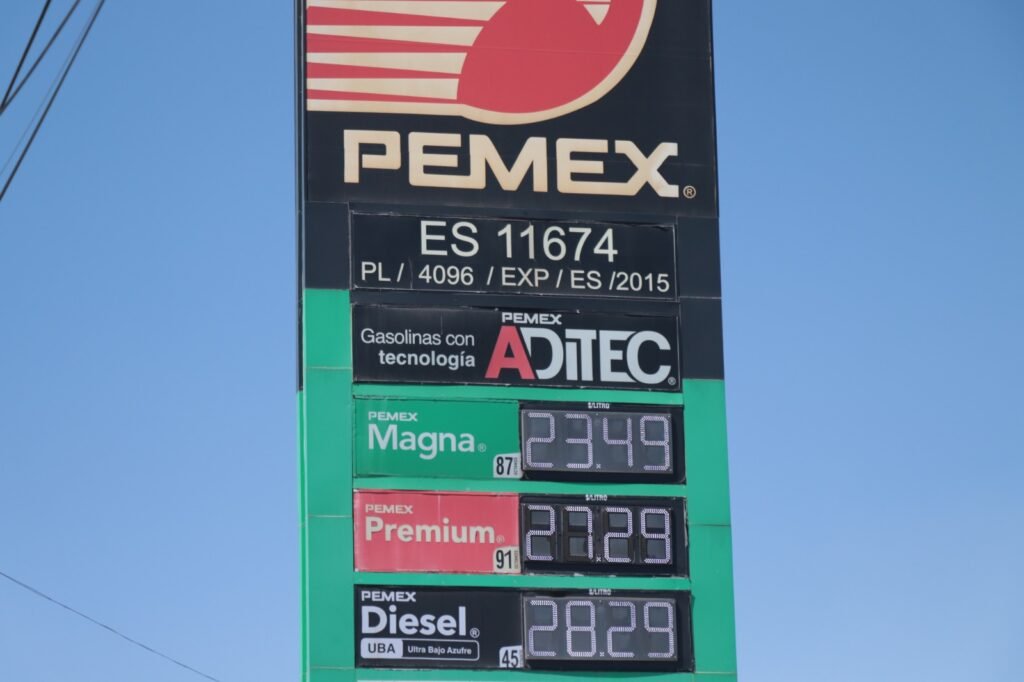 PEMEX®
ES 11674
PL / 4096 / EXP / ES /2015
Gasolinas con tecnología
PEMEX ADiTEC®
PEMEX
Magna®
87
$/LITRO
23.49
PEMEX
Premium®
91
$/LITRO
27.29
PEMEX
Diesel®
UBA Ultra Bajo Azufre
45
$/LITRO
28.29